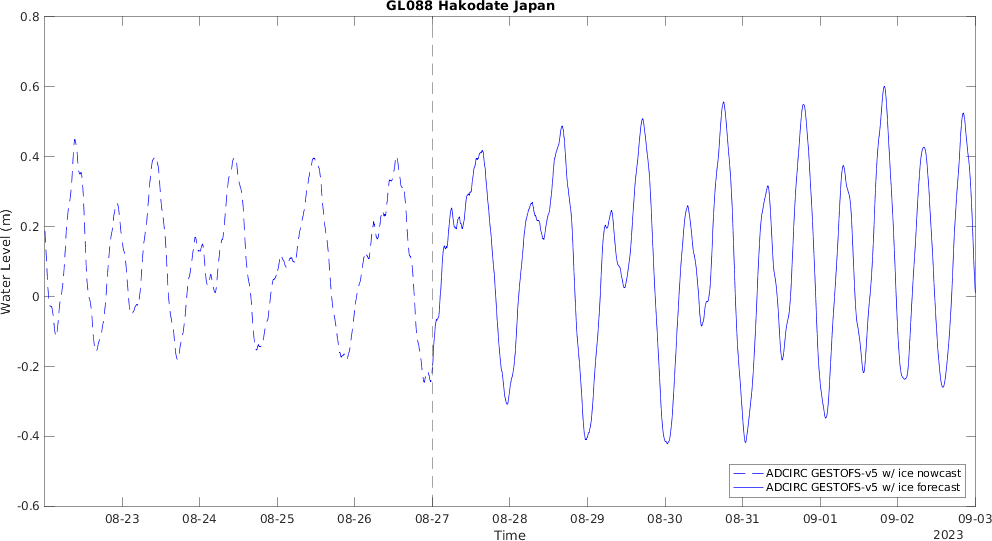 GL088 Hakodate Japan
0.8
0.6
0.4
0.2
0
-0.2
-0.4
-0.6
Water Level (m)
ADCIRC GESTOFS-v5 w/ ice nowcast
ADCIRC GESTOFS-v5 w/ ice forecast
08-23 08-24 08-25 08-26 08-27 08-28 08-29 08-30 08-31 09-01 09-02 09-03
Time
2023